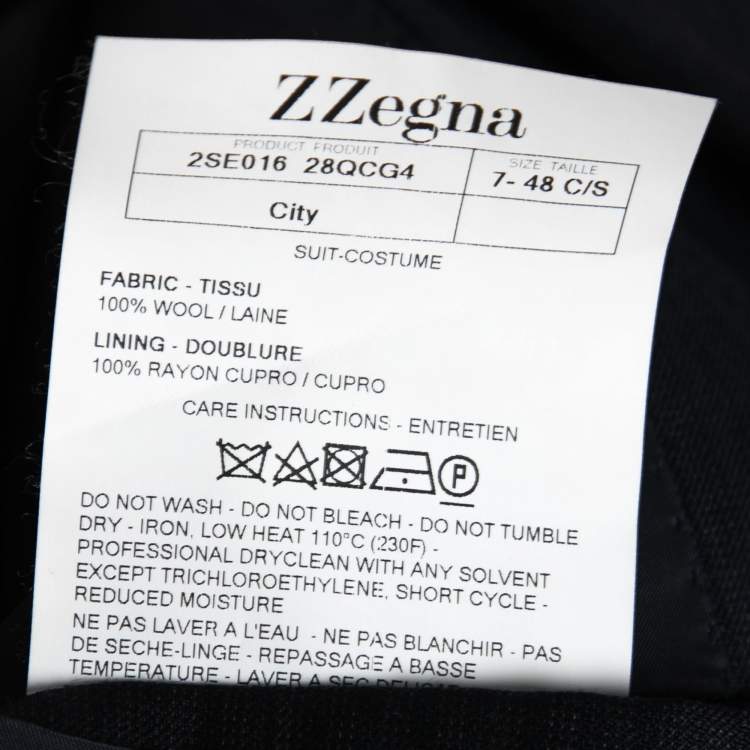 ZZegna
PRODUCT PRODUIT
2SE016 28QCG4
SIZE TAILLE
7- 48 C/S
City
SUIT-COSTUME
FABRIC - TISSU
100% WOOL / LAINE
LINING - DOUBLURE
100% RAYON CUPRO / CUPRO
CARE INSTRUCTIONS - ENTRETIEN
P
DO NOT WASH - DO NOT BLEACH - DO NOT TUMBLE
DRY - IRON, LOW HEAT 110°C (230F) -
PROFESSIONAL DRYCLEAN WITH ANY SOLVENT
EXCEPT TRICHLOROETHYLENE, SHORT CYCLE -
REDUCED MOISTURE
NE PAS LAVER A L'EAU - NE PAS BLANCHIR - PAS
DE SECHE-LINGE - REPASSAGE A BASSE
TEMPERATURE - LAVER A SEC